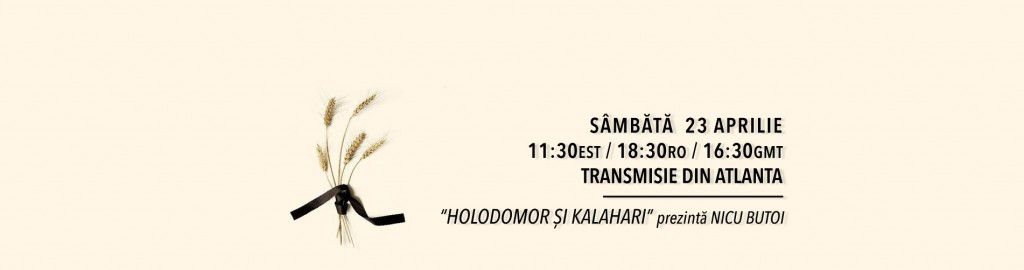 SÂMBĂTĂ 23 APRILIE
11:30EST / 18:30RO / 16:30GMT
TRANSMISIE DIN ATLANTA
“HOLODOMOR ȘI KALAHARI” prezintă NICU BUTOI